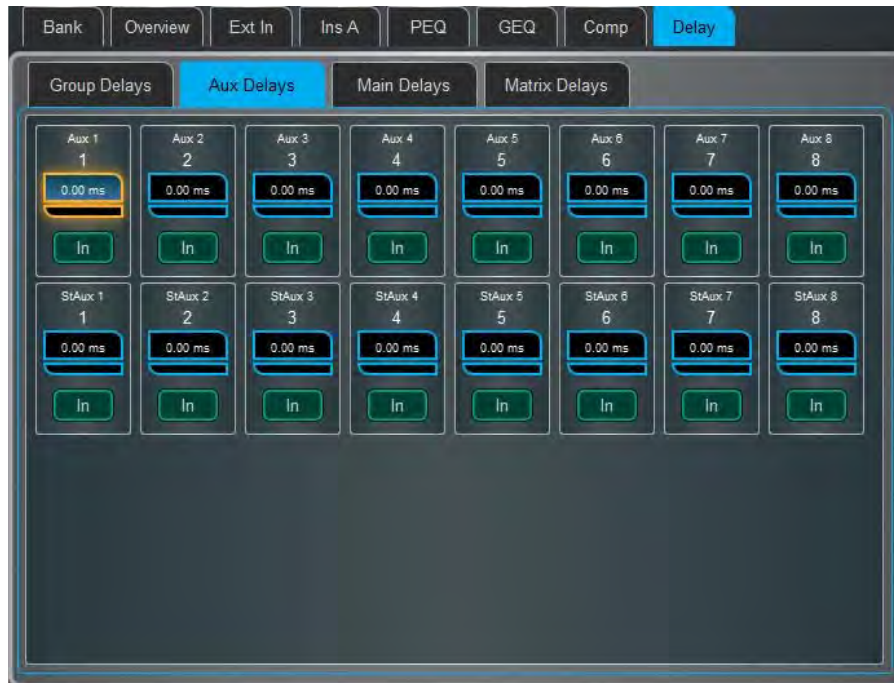 Bank Overview Ext In Ins A PEQ GEQ Comp Delay
Group Delays Aux Delays Main Delays Matrix Delays
Aux 1 Aux 2 Aux 3 Aux 4 Aux 5 Aux 6 Aux 7 Aux 8
1 2 3 4 5 6 7 8
0.00 ms 0.00 ms 0.00 ms 0.00 ms 0.00 ms 0.00 ms 0.00 ms 0.00 ms
In In In In In In In In
StAux 1 StAux 2 StAux 3 StAux 4 StAux 5 StAux 6 StAux 7 StAux 8
1 2 3 4 5 6 7 8
0.00 ms 0.00 ms 0.00 ms 0.00 ms 0.00 ms 0.00 ms 0.00 ms 0.00 ms
In In In In In In In In